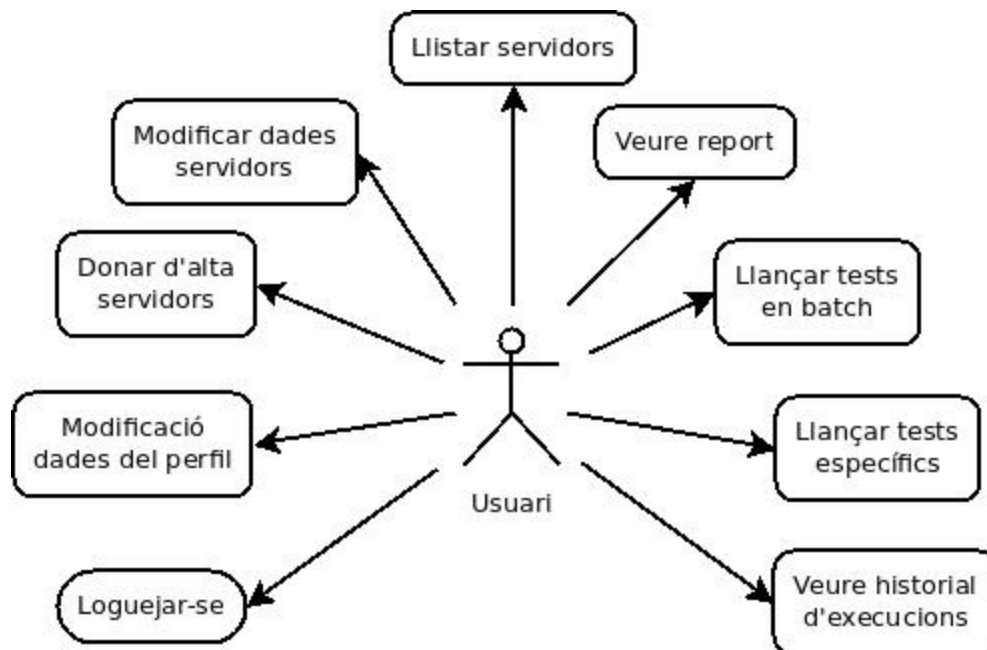 Llistar servidors
Modificar dades
servidors
Veure report
Donar d'alta
servidors
Llançar tests
en batch
Modificació
dades del perfil
Llançar tests
específics
Usuari
Loguejar-se
Veure historial
d'execucions